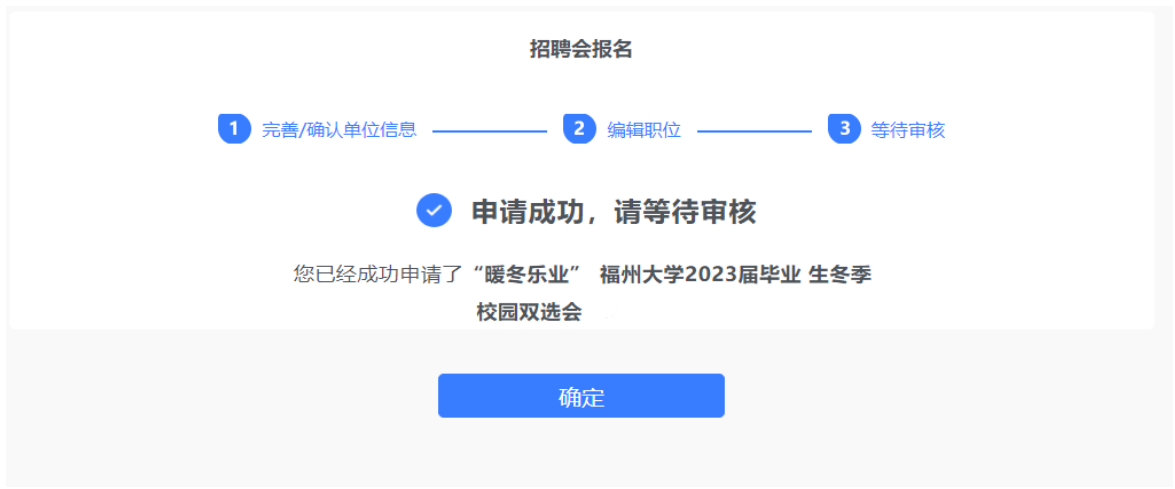 招聘会报名
1 完善/确认单位信息 2 编辑职位 3 等待审核
申请成功，请等待审核
您已经成功申请了“暖冬乐业” 福州大学2023届毕业 生冬季
校园双选会
确定